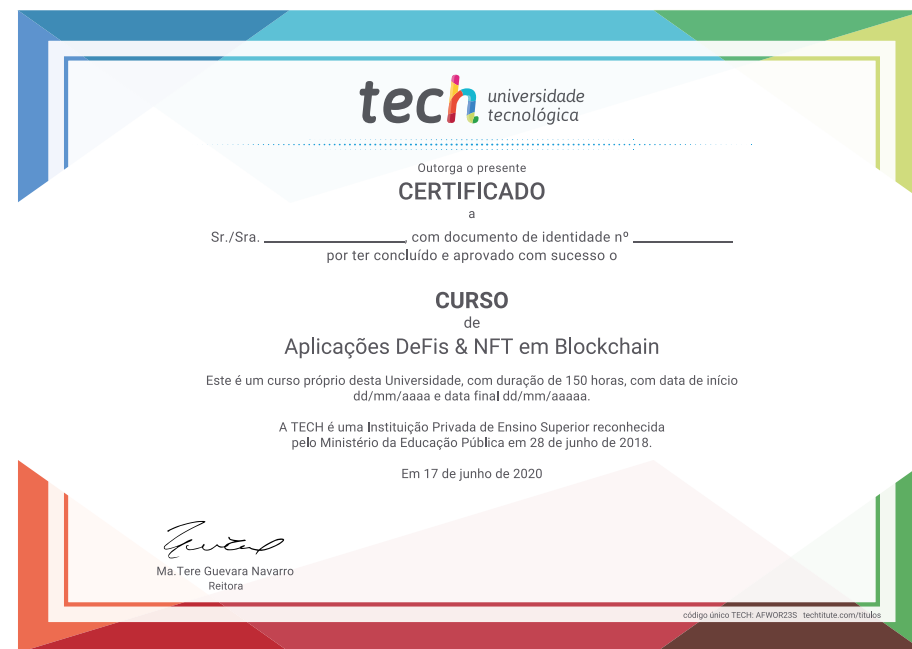 tech universidade
tecnológica
Outorga o presente
CERTIFICADO
a
Sr./Sra. ____________, com documento de identidade nº ____________
por ter concluído e aprovado com sucesso o
CURSO
de
Aplicações DeFis & NFT em Blockchain
Este é um curso próprio desta Universidade, com duração de 150 horas, com data de início
dd/mm/aaaa e data final dd/mm/aaaaa.
A TECH é uma Instituição Privada de Ensino Superior reconhecida
pelo Ministério da Educação Pública em 28 de junho de 2018.
Em 17 de junho de 2020
Ma.Tere Guevara Navarro
Reitora
código único TECH: AFWOR23S techtitute.com/titulos